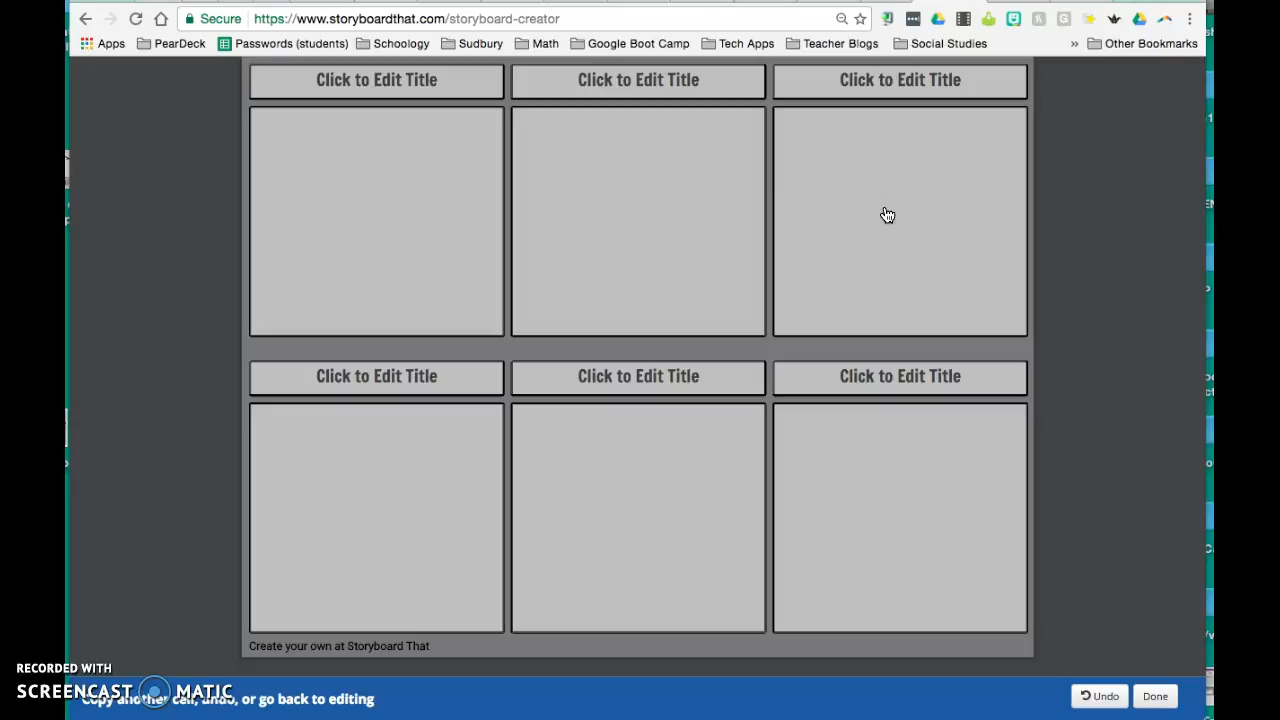 Secure https://www.storyboardthat.com/storyboard-creator
Apps PearDeck Passwords (students) Schoology Sudbury Math Google Boot Camp Tech Apps Teacher Blogs Social Studies » Other Bookmarks
Click to Edit Title Click to Edit Title Click to Edit Title
Click to Edit Title Click to Edit Title Click to Edit Title
Create your own at Storyboard That
RECORDED WITH
SCREENCAST MATIC
Copy another cell, undo, or go back to editing Undo Done